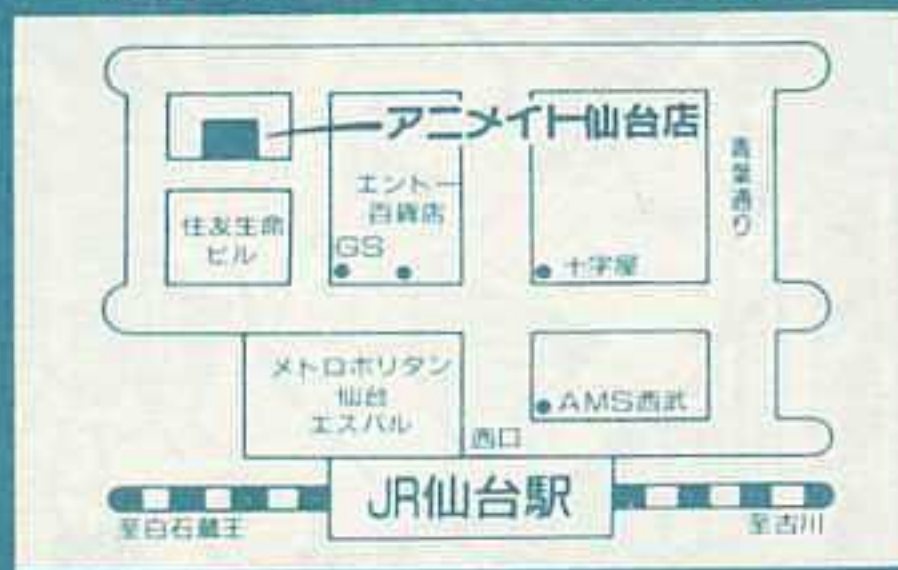 アニメイト仙台店
エンドー
百貨店
青葉通り
住友生命
ビル
GS
十字屋
メトロポリタン
仙台
エスパル
AMS西武
西口
JR仙台駅
至白石蔵王
至古川